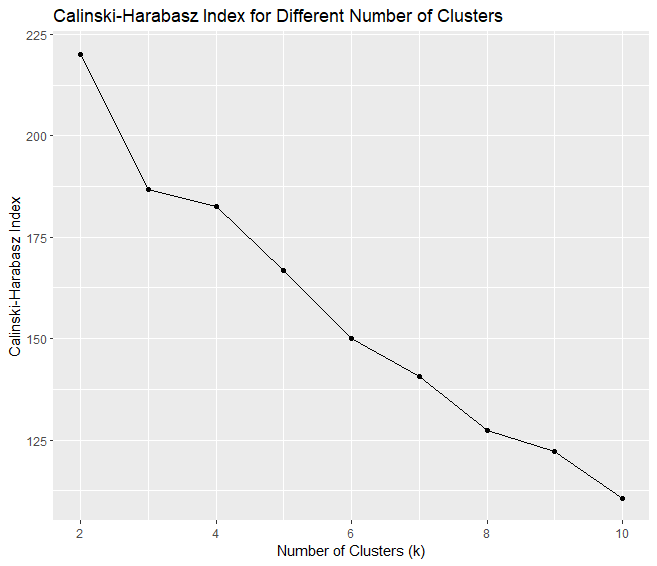 Calinski-Harabasz Index for Different Number of Clusters
225
200
175
150
125
Calinski-Harabasz Index
2 4 6 8 10
Number of Clusters (k)